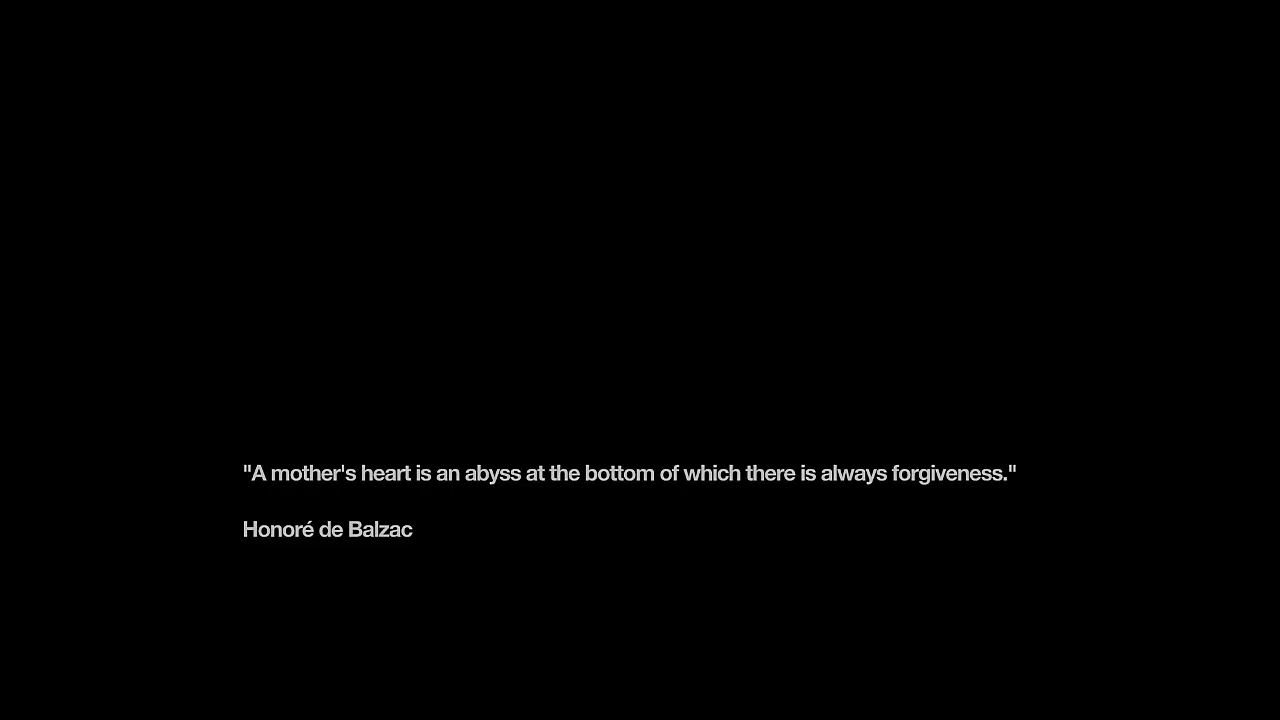 "A mother's heart is an abyss at the bottom of which there is always forgiveness."
Honoré de Balzac